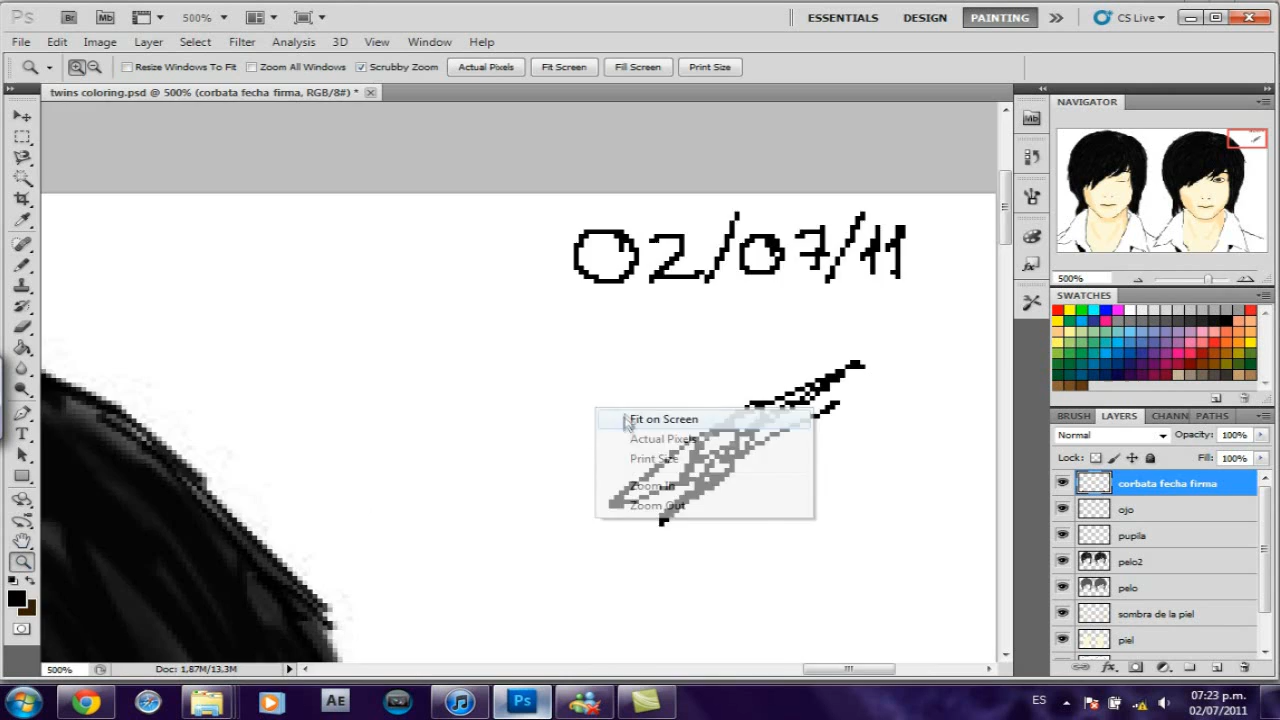 Ps Br Mb 500% ESSENTIALS DESIGN PAINTING CS Live
File Edit Image Layer Select Filter Analysis 3D View Window Help
Resize Windows To Fit Zoom All Windows Scrubby Zoom Actual Pixels Fit Screen Fill Screen Print Size
twins coloring.psd @ 500% (corbata fecha firma, RGB/8#) *
NAVIGATOR
Mb
02/07/11
500%
SWATCHES
Fit on Screen
Actual Pixels
Print Size
Zoom In
Zoom Out
BRUSH LAYERS CHANN PATHS
Normal Opacity: 100%
Lock: Fill: 100%
corbata fecha firma
ojo
pupila
pelo2
pelo
sombra de la piel
piel
500% Doc: 1,87M/13,3M
AE Ps ES 07:23 p.m.
02/07/2011